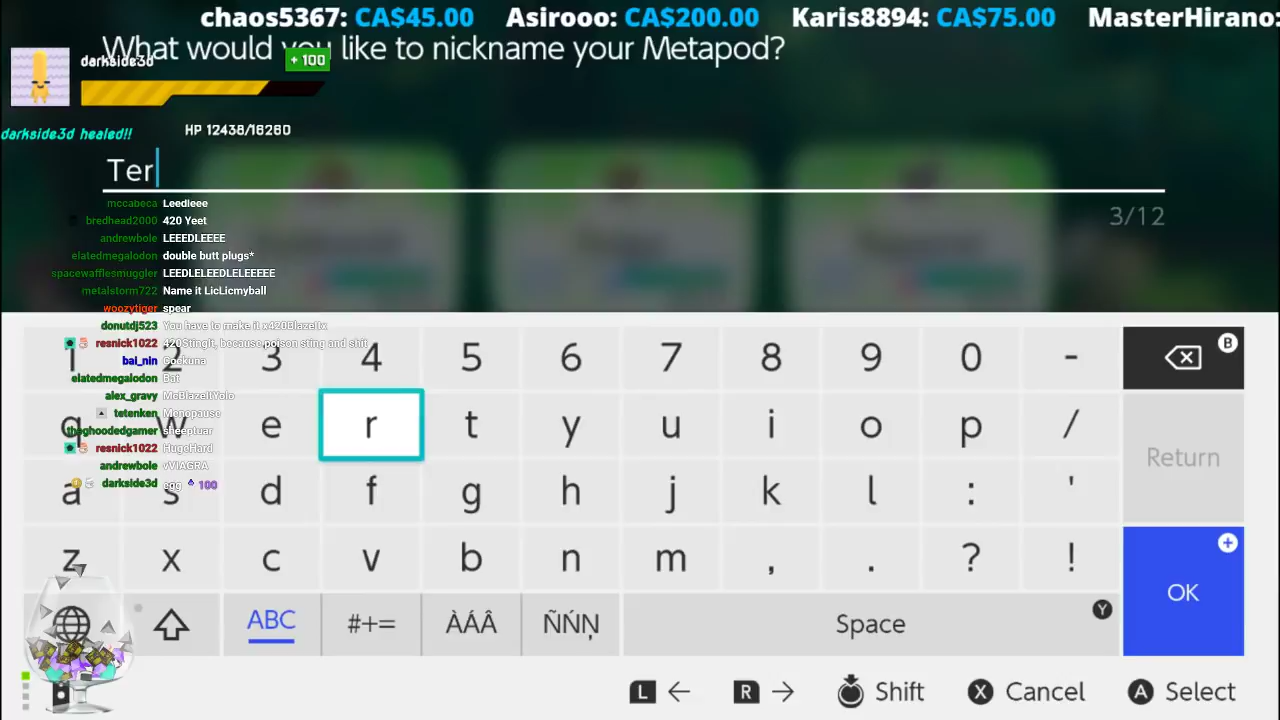 chaos5367: CA$45.00 Asirooo: CA$200.00 Karis8894: CA$75.00 MasterHirano:
What would you like to nickname your Metapod?
darkside3d
+ 100
darkside3d healed!!
HP 12438/16260
Ter
3/12
mccabeca Leedleee
bredhead2000 420 Yeet
andrewbole LEEEDLEEEE
elatedmegalodon double butt plugs*
spacewafflesmuggler LEEDLELEEDLELEEEEE
metalstorm722 Name it LicLicmyball
woozytiger spear
donutdj523 You have to make it x420Blazeitx
resnick1022 420StingIt, because poison sting and shit
bai_nin Cockuna
elatedmegalodon Bat
alex_gravy McBlazeItYolo
tetenken Menopause
thaghoodedgamer sheeptuar
resnick1022 HugeHard
andrewbole vVIAGRA
darkside3d 100
1 2 3 4 5 6 7 8 9 0 - B
q w e r t y u i o p / Return
a s d f g h j k l : '
z x c v b n m , . ? ! + OK
ABC #+= ÀÁÂ ÑŃŅ Space Y
L ← R → Shift X Cancel A Select